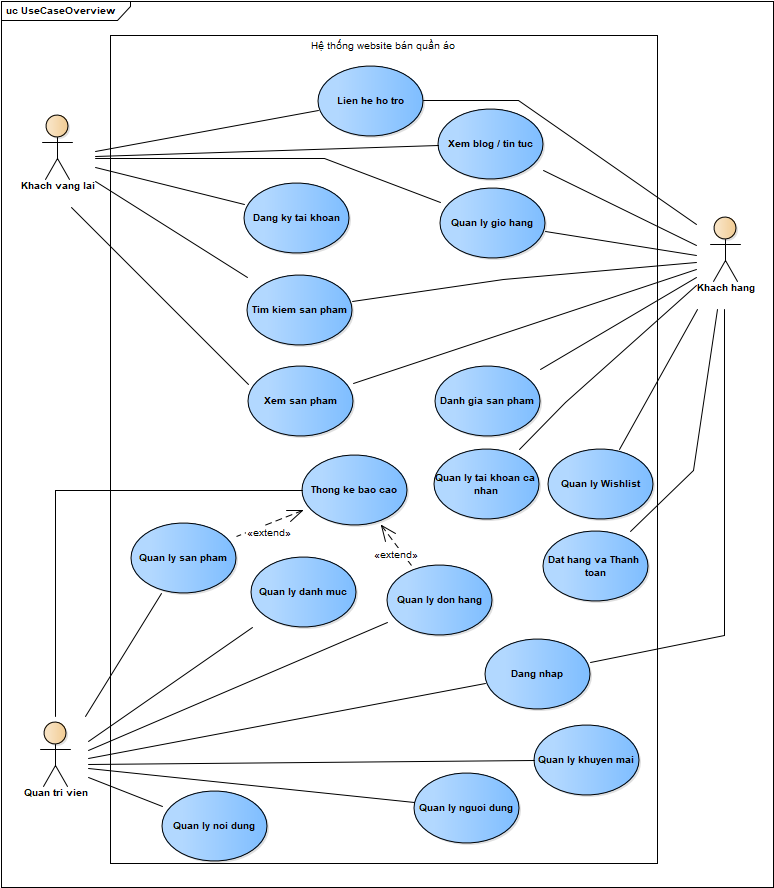 uc UseCaseOverview
Hệ thống website bán quần áo
Lien he ho tro
Xem blog / tin tuc
Khach vang lai
Dang ky tai khoan
Quan ly gio hang
Khach hang
Tim kiem san pham
Xem san pham
Danh gia san pham
Thong ke bao cao
Quan ly tai khoan ca
nhan
Quan ly Wishlist
«extend»
«extend»
Quan ly san pham
Dat hang va Thanh
toan
Quan ly danh muc
Quan ly don hang
Dang nhap
Quan ly khuyen mai
Quan tri vien
Quan ly nguoi dung
Quan ly noi dung